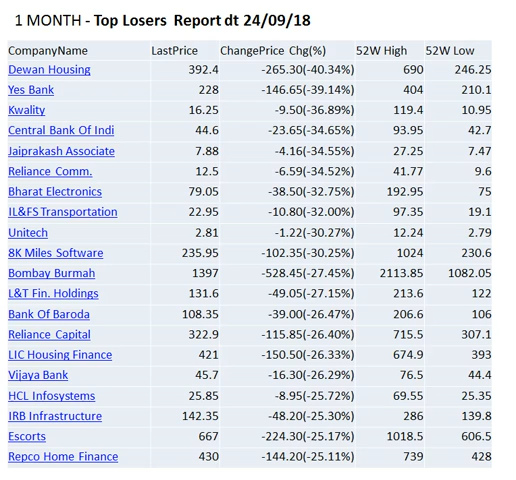 1 MONTH - Top Losers Report dt 24/09/18
CompanyName LastPrice ChangePrice Chg(%) 52W High 52W Low
Dewan Housing 392.4 -265.30(-40.34%) 690 246.25
Yes Bank 228 -146.65(-39.14%) 404 210.1
Kwality 16.25 -9.50(-36.89%) 119.4 10.95
Central Bank Of Indi 44.6 -23.65(-34.65%) 93.95 42.7
Jaiprakash Associate 7.88 -4.16(-34.55%) 27.25 7.47
Reliance Comm. 12.5 -6.59(-34.52%) 41.77 9.6
Bharat Electronics 79.05 -38.50(-32.75%) 192.95 75
IL&FS Transportation 22.95 -10.80(-32.00%) 97.35 19.1
Unitech 2.81 -1.22(-30.27%) 12.24 2.79
8K Miles Software 235.95 -102.35(-30.25%) 1024 230.6
Bombay Burmah 1397 -528.45(-27.45%) 2113.85 1082.05
L&T Fin. Holdings 131.6 -49.05(-27.15%) 213.6 122
Bank Of Baroda 108.35 -39.00(-26.47%) 206.6 106
Reliance Capital 322.9 -115.85(-26.40%) 715.5 307.1
LIC Housing Finance 421 -150.50(-26.33%) 674.9 393
Vijaya Bank 45.7 -16.30(-26.29%) 76.5 44.4
HCL Infosystems 25.85 -8.95(-25.72%) 69.55 25.35
IRB Infrastructure 142.35 -48.20(-25.30%) 286 139.8
Escorts 667 -224.30(-25.17%) 1018.5 606.5
Repco Home Finance 430 -144.20(-25.11%) 739 428